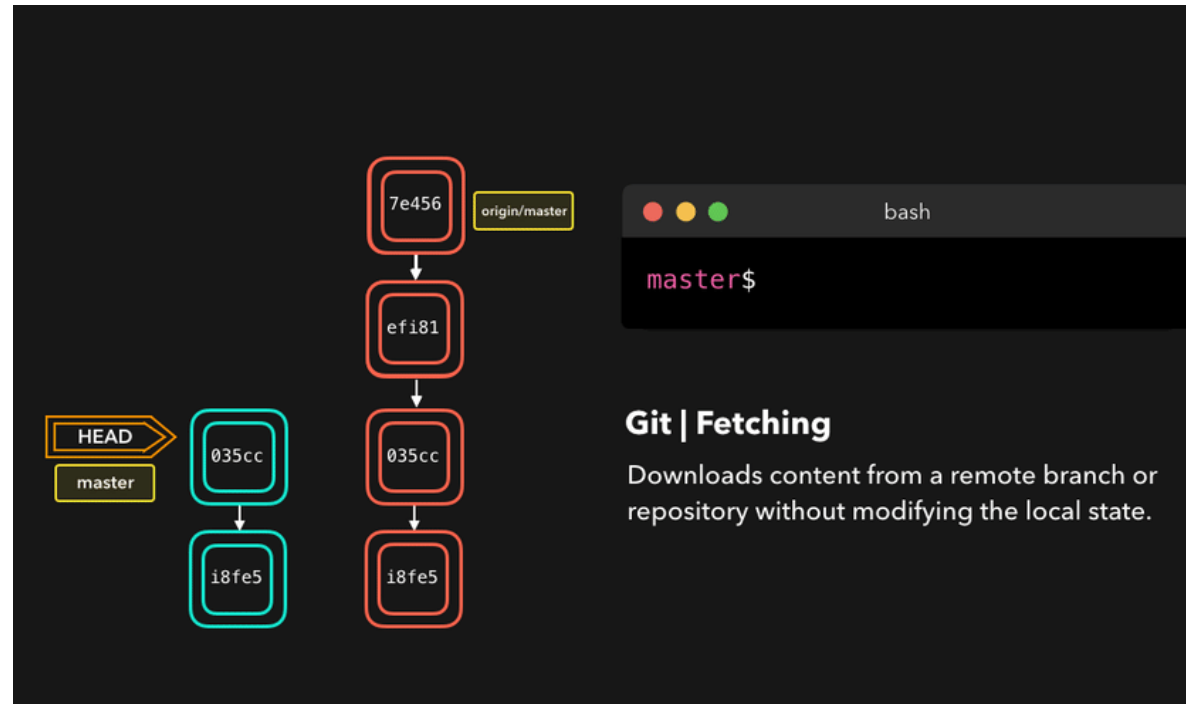 7e456
origin/master
bash
master$
efi81
HEAD
master
035cc
035cc
Git | Fetching
Downloads content from a remote branch or
repository without modifying the local state.
i8fe5
i8fe5